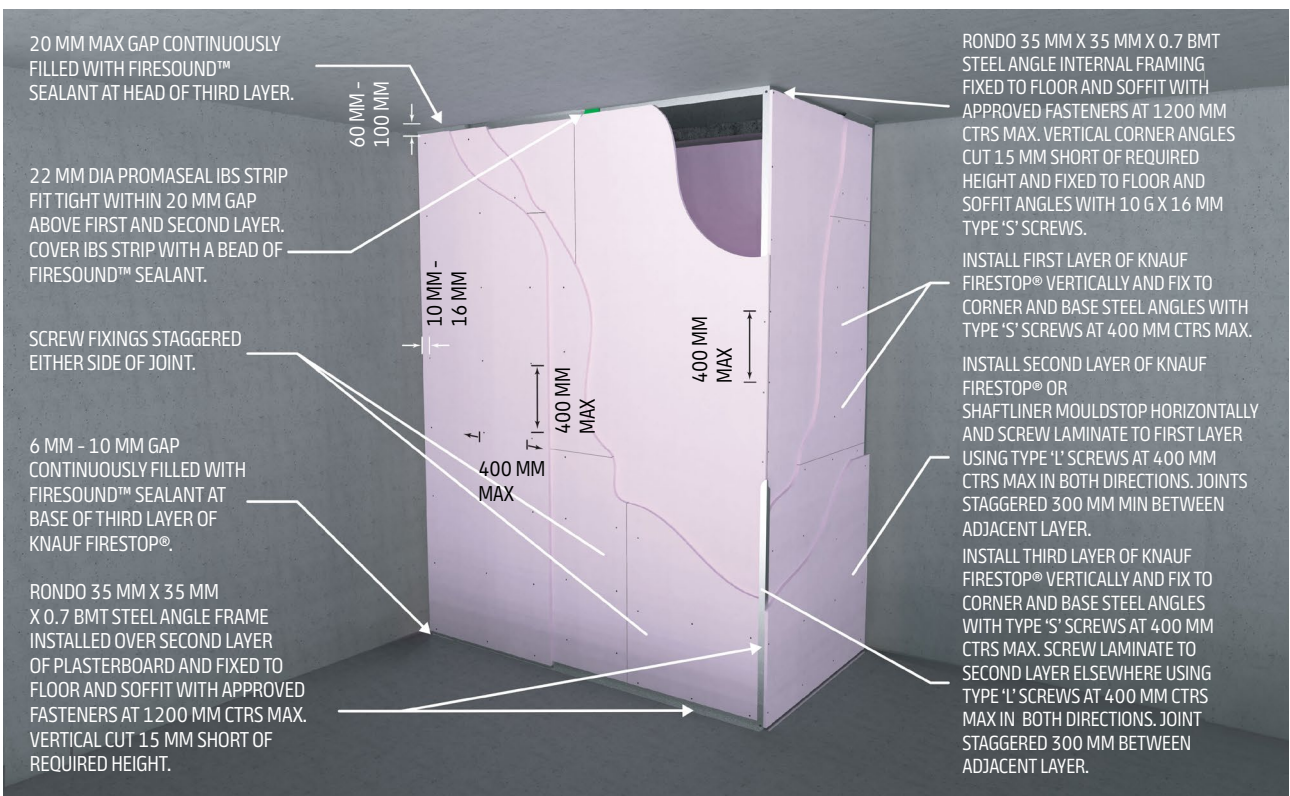 20 MM MAX GAP CONTINUOUSLY
FILLED WITH FIRESOUND™
SEALANT AT HEAD OF THIRD LAYER.
22 MM DIA PROMASEAL IBS STRIP
FIT TIGHT WITHIN 20 MM GAP
ABOVE FIRST AND SECOND LAYER.
COVER IBS STRIP WITH A BEAD OF
FIRESOUND™ SEALANT.
SCREW FIXINGS STAGGERED
EITHER SIDE OF JOINT.
6 MM - 10 MM GAP
CONTINUOUSLY FILLED WITH
FIRESOUND™ SEALANT AT
BASE OF THIRD LAYER OF
KNAUF FIRESTOP®.
RONDO 35 MM X 35 MM
X 0.7 BMT STEEL ANGLE FRAME
INSTALLED OVER SECOND LAYER
OF PLASTERBOARD AND FIXED TO
FLOOR AND SOFFIT WITH APPROVED
FASTENERS AT 1200 MM CTRS MAX.
VERTICAL CUT 15 MM SHORT OF
REQUIRED HEIGHT.
60 MM -
100 MM
10 MM -
16 MM
400 MM
MAX
400 MM
MAX
400 MM
MAX
RONDO 35 MM X 35 MM X 0.7 BMT
STEEL ANGLE INTERNAL FRAMING
FIXED TO FLOOR AND SOFFIT WITH
APPROVED FASTENERS AT 1200 MM
CTRS MAX. VERTICAL CORNER ANGLES
CUT 15 MM SHORT OF REQUIRED
HEIGHT AND FIXED TO FLOOR AND
SOFFIT ANGLES WITH 10 G X 16 MM
TYPE ‘S’ SCREWS.
INSTALL FIRST LAYER OF KNAUF
FIRESTOP® VERTICALLY AND FIX TO
CORNER AND BASE STEEL ANGLES WITH
TYPE ‘S’ SCREWS AT 400 MM CTRS MAX.
INSTALL SECOND LAYER OF KNAUF
FIRESTOP® OR
SHAFTLINER MOULDSTOP HORIZONTALLY
AND SCREW LAMINATE TO FIRST LAYER
USING TYPE ‘L’ SCREWS AT 400 MM
CTRS MAX IN BOTH DIRECTIONS. JOINTS
STAGGERED 300 MM MIN BETWEEN
ADJACENT LAYER.
INSTALL THIRD LAYER OF KNAUF
FIRESTOP® VERTICALLY AND FIX TO
CORNER AND BASE STEEL ANGLES
WITH TYPE ‘S’ SCREWS AT 400 MM
CTRS MAX. SCREW LAMINATE TO
SECOND LAYER ELSEWHERE USING
TYPE ‘L’ SCREWS AT 400 MM CTRS
MAX IN BOTH DIRECTIONS. JOINT
STAGGERED 300 MM BETWEEN
ADJACENT LAYER.